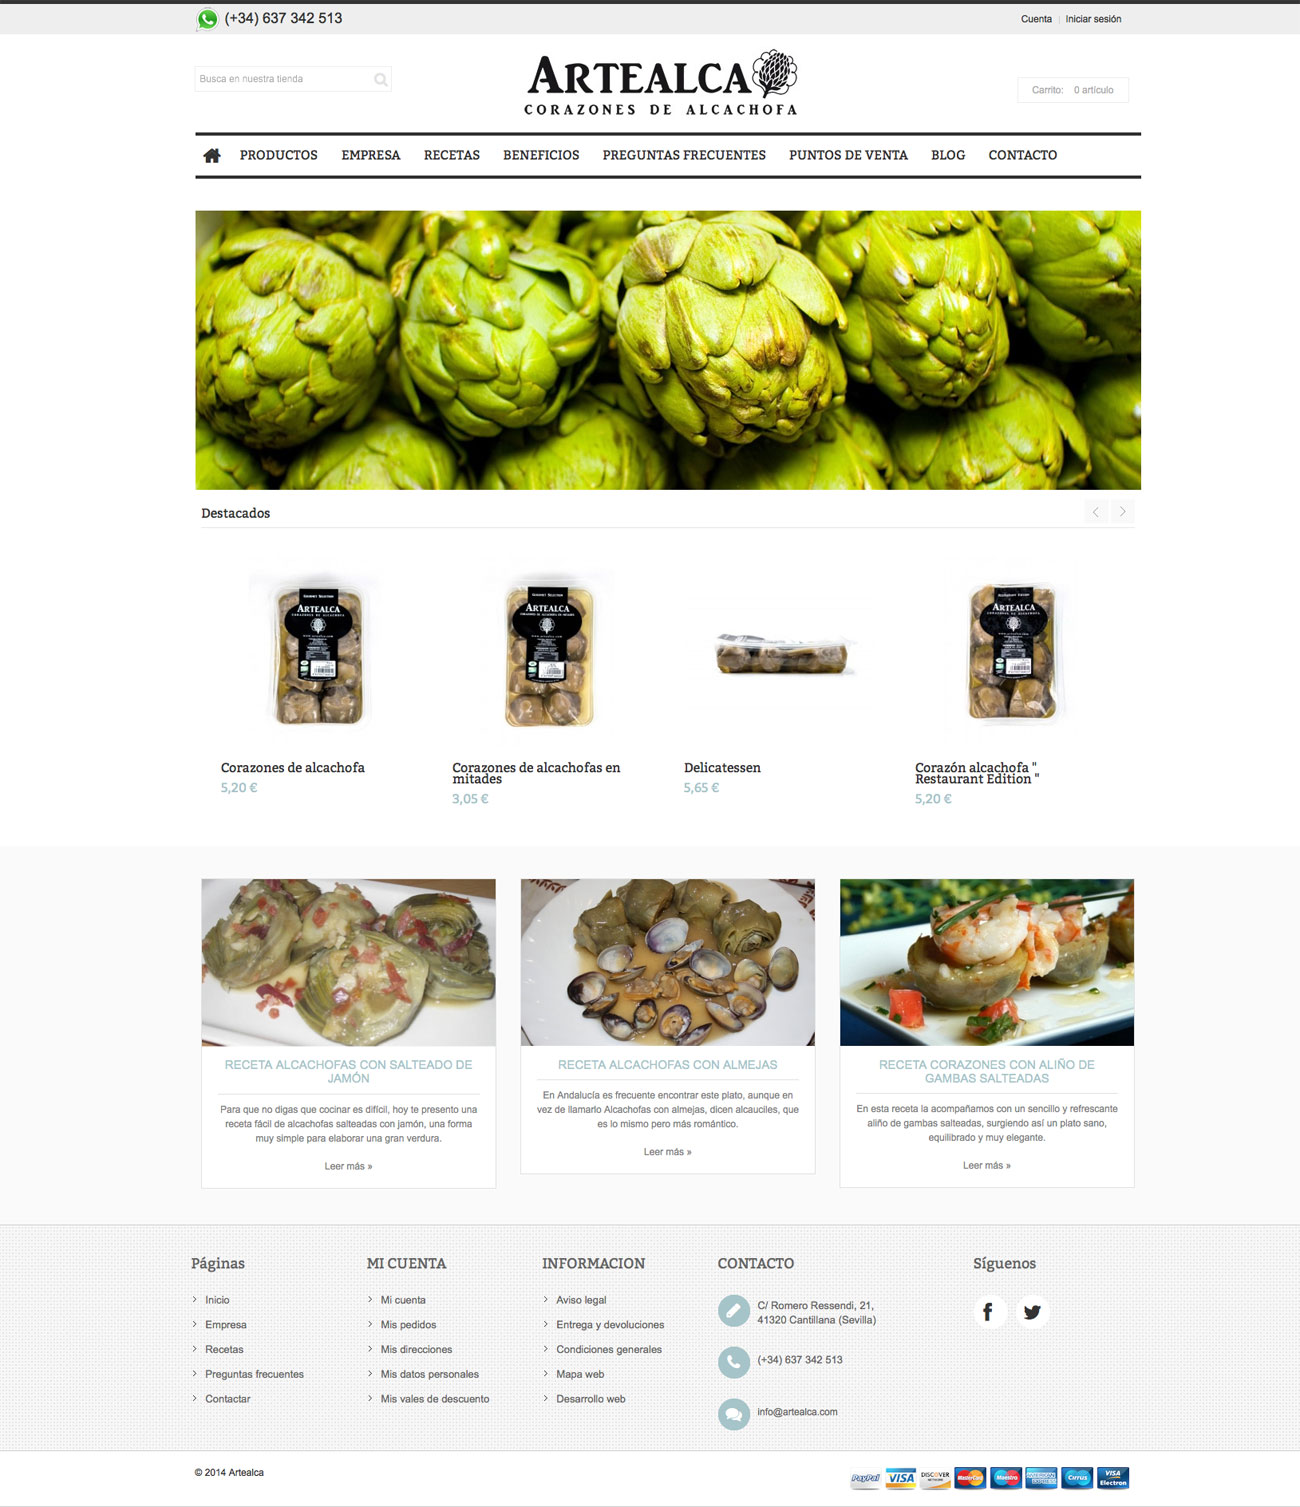 (+34) 637 342 513
Cuenta | Iniciar sesión
Busca en nuestra tienda
ARTEALCA
CORAZONES DE ALCACHOFA
Carrito: 0 artículo
PRODUCTOS EMPRESA RECETAS BENEFICIOS PREGUNTAS FRECUENTES PUNTOS DE VENTA BLOG CONTACTO
Destacados
ARTEALCA
ARTEALCA
ARTEALCA
Corazones de alcachofa
5,20 €
Corazones de alcachofas en
mitades
3,05 €
Delicatessen
5,65 €
Corazón alcachofa "
Restaurant Edition "
5,20 €
RECETA ALCACHOFAS CON SALTEADO DE
JAMÓN
Para que no digas que cocinar es difícil, hoy te presento una
receta fácil de alcachofas salteadas con jamón, una forma
muy simple para elaborar una gran verdura.
Leer más »
RECETA ALCACHOFAS CON ALMEJAS
En Andalucía es frecuente encontrar este plato, aunque en
vez de llamarlo Alcachofas con almejas, dicen alcauciles, que
es lo mismo pero más romántico.
Leer más »
RECETA CORAZONES CON ALIÑO DE
GAMBAS SALTEADAS
En esta receta la acompañamos con un sencillo y refrescante
aliño de gambas salteadas, surgiendo así un plato sano,
equilibrado y muy elegante.
Leer más »
Páginas
Inicio
Empresa
Recetas
Preguntas frecuentes
Contactar
MI CUENTA
Mi cuenta
Mis pedidos
Mis direcciones
Mis datos personales
Mis vales de descuento
INFORMACION
Aviso legal
Entrega y devoluciones
Condiciones generales
Mapa web
Desarrollo web
CONTACTO
C/ Romero Ressendi, 21,
41320 Cantillana (Sevilla)
(+34) 637 342 513
info@artealca.com
Síguenos
© 2014 Artealca
PayPal VISA DISCOVER MasterCard Maestro AMERICAN EXPRESS Cirrus VISA Electron